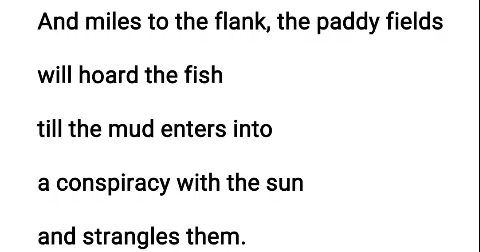 And miles to the flank, the paddy fields
will hoard the fish
till the mud enters into
a conspiracy with the sun
and strangles them.